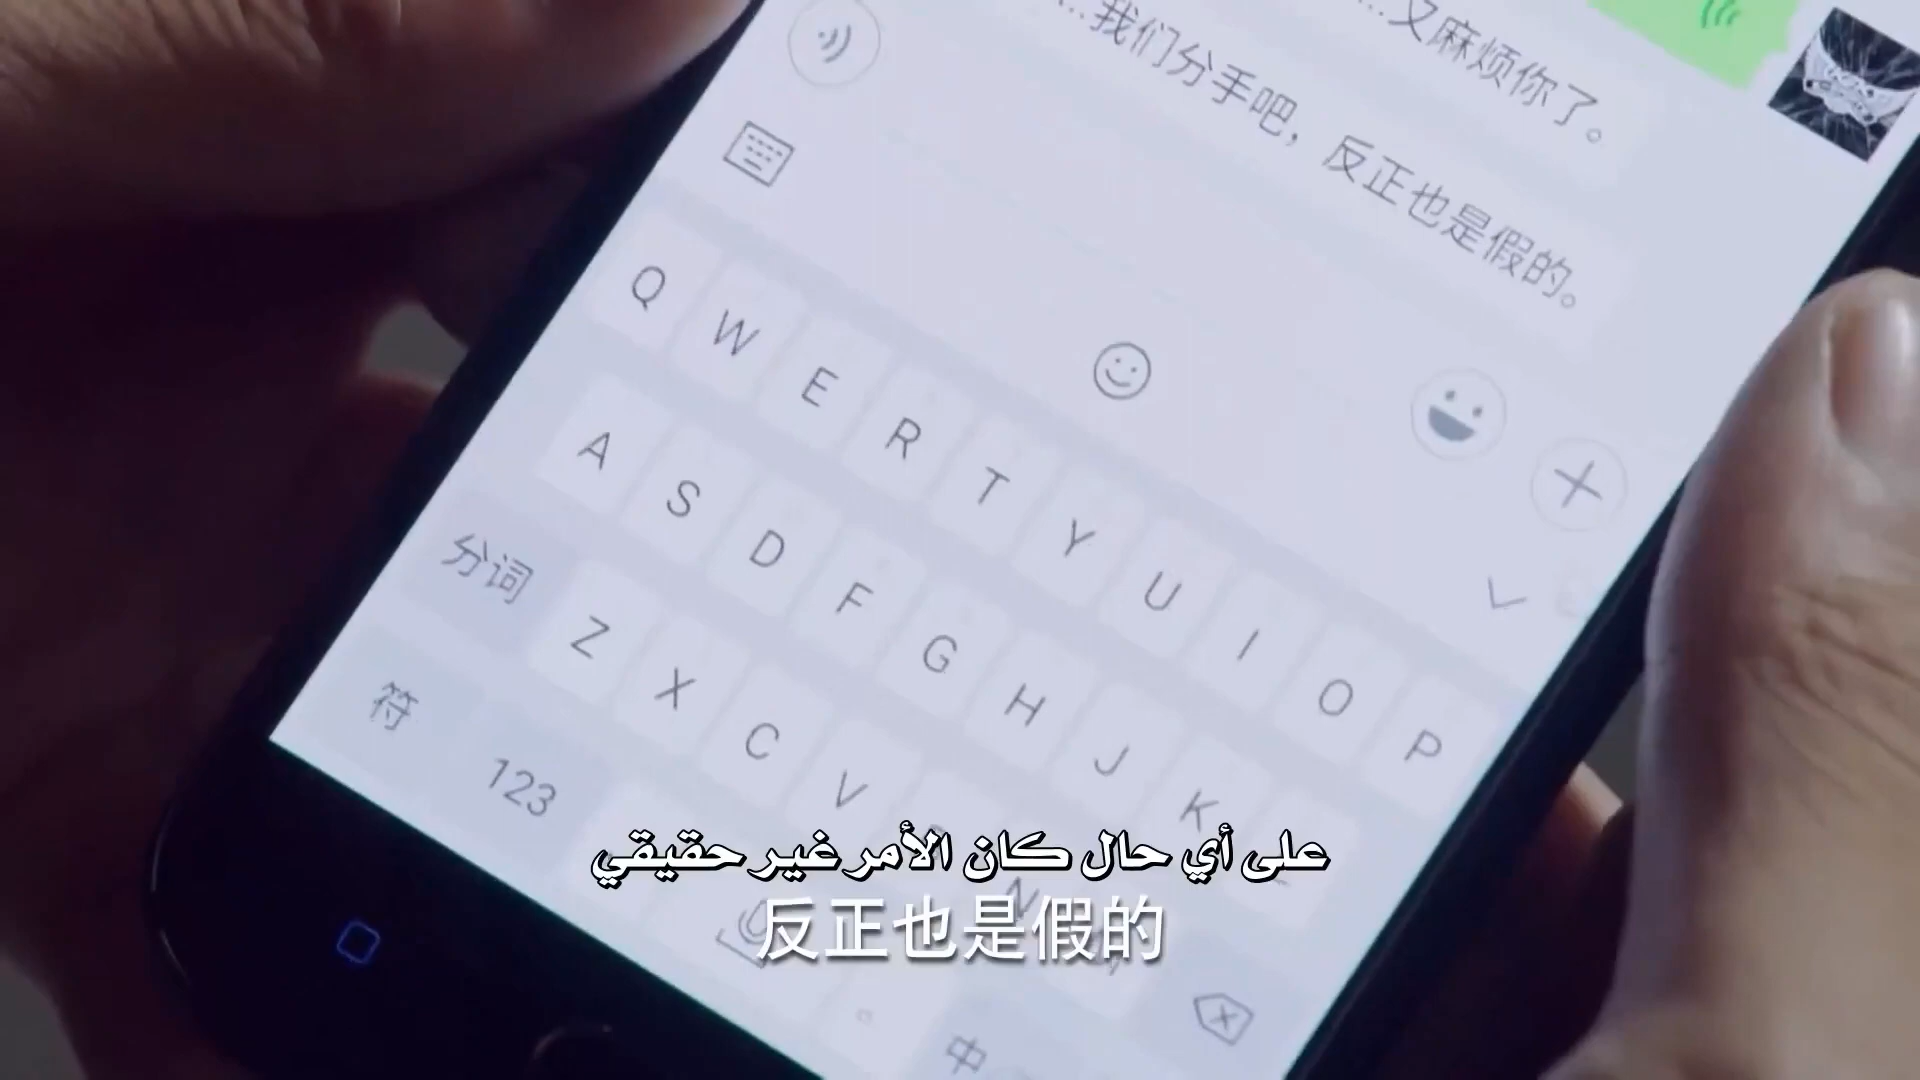 …又麻烦你了。
…我们分手吧，反正也是假的。
Q W E R T Y U I O P
A S D F G H J K
分词 Z X C V N
符 123 中
على أي حال كان الأمر غير حقيقي
反正也是假的